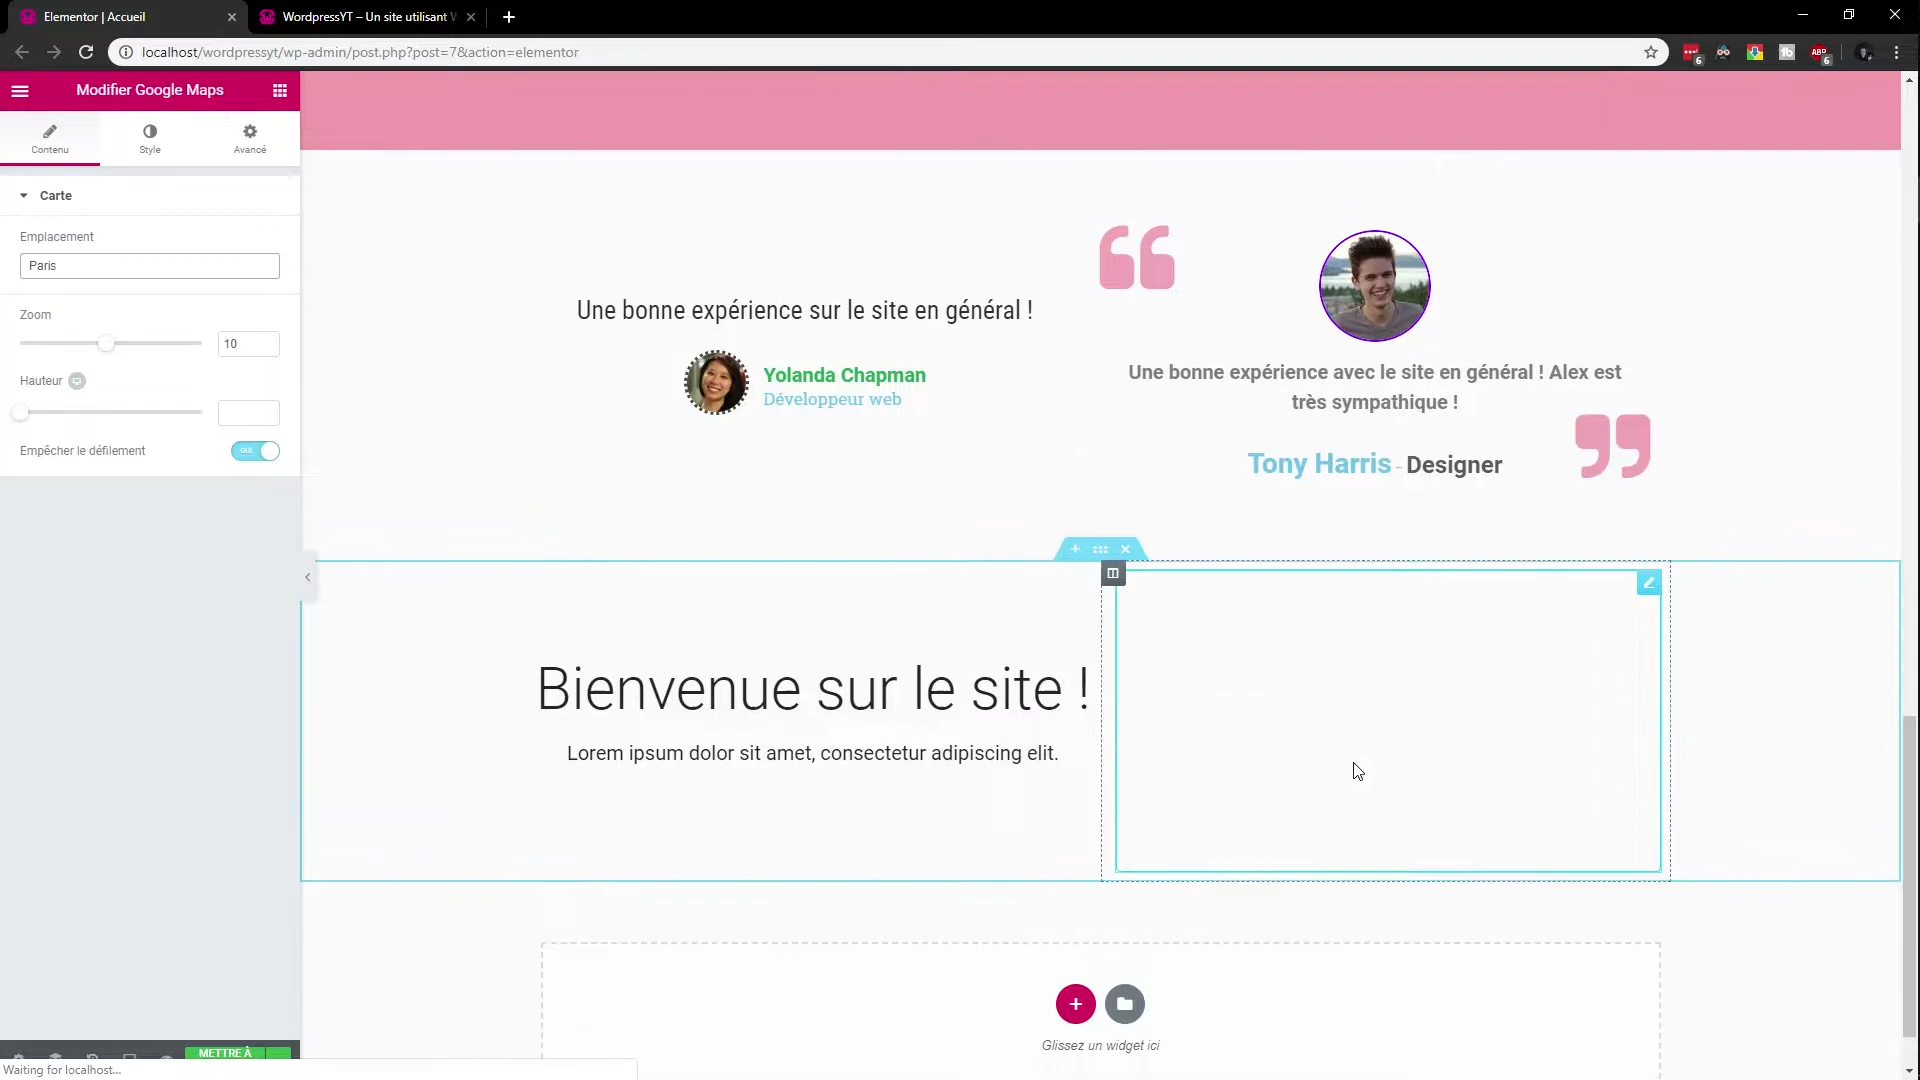 Elementor | Accueil
WordpressYT – Un site utilisant
localhost/wordpressyt/wp-admin/post.php?post=7&action=elementor
6
ABP
6
Modifier Google Maps
Contenu
Style
Avancé
Carte
Emplacement
Paris
Zoom
10
Hauteur
Empêcher le défilement
OUI
METTRE À
Waiting for localhost...
Une bonne expérience sur le site en général !
Yolanda Chapman
Développeur web
Une bonne expérience avec le site en général ! Alex est
très sympathique !
Tony Harris - Designer
Bienvenue sur le site !
Lorem ipsum dolor sit amet, consectetur adipiscing elit.
Glissez un widget ici